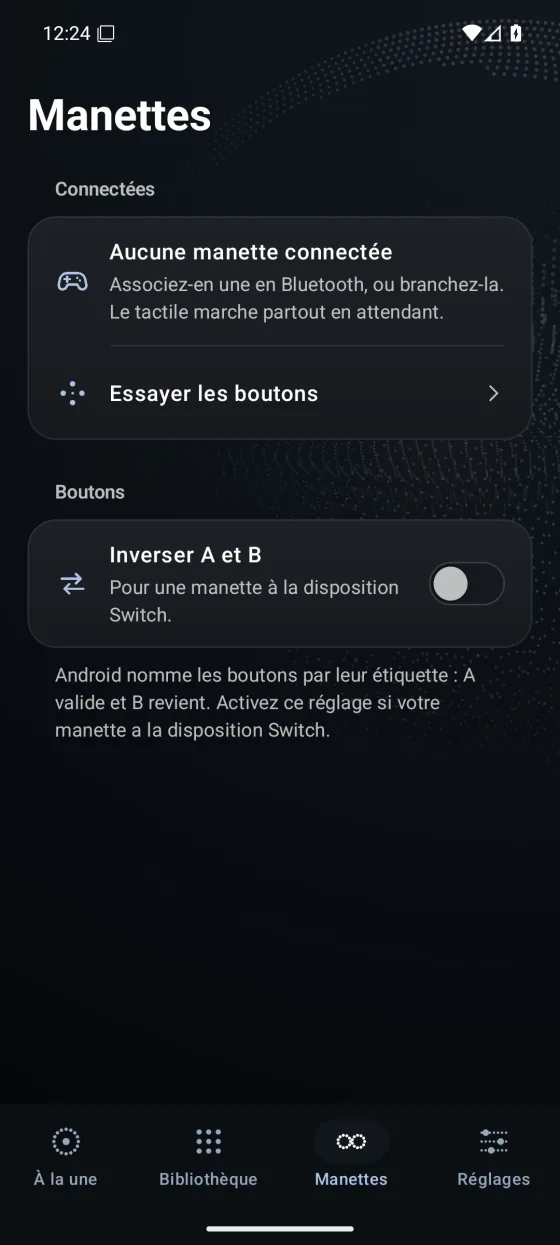 12:24
Manettes
Connectées
Aucune manette connectée
Associez-en une en Bluetooth, ou branchez-la.
Le tactile marche partout en attendant.
Essayer les boutons
Boutons
Inverser A et B
Pour une manette à la disposition
Switch.
Android nomme les boutons par leur étiquette : A
valide et B revient. Activez ce réglage si votre
manette a la disposition Switch.
À la une
Bibliothèque
Manettes
Réglages